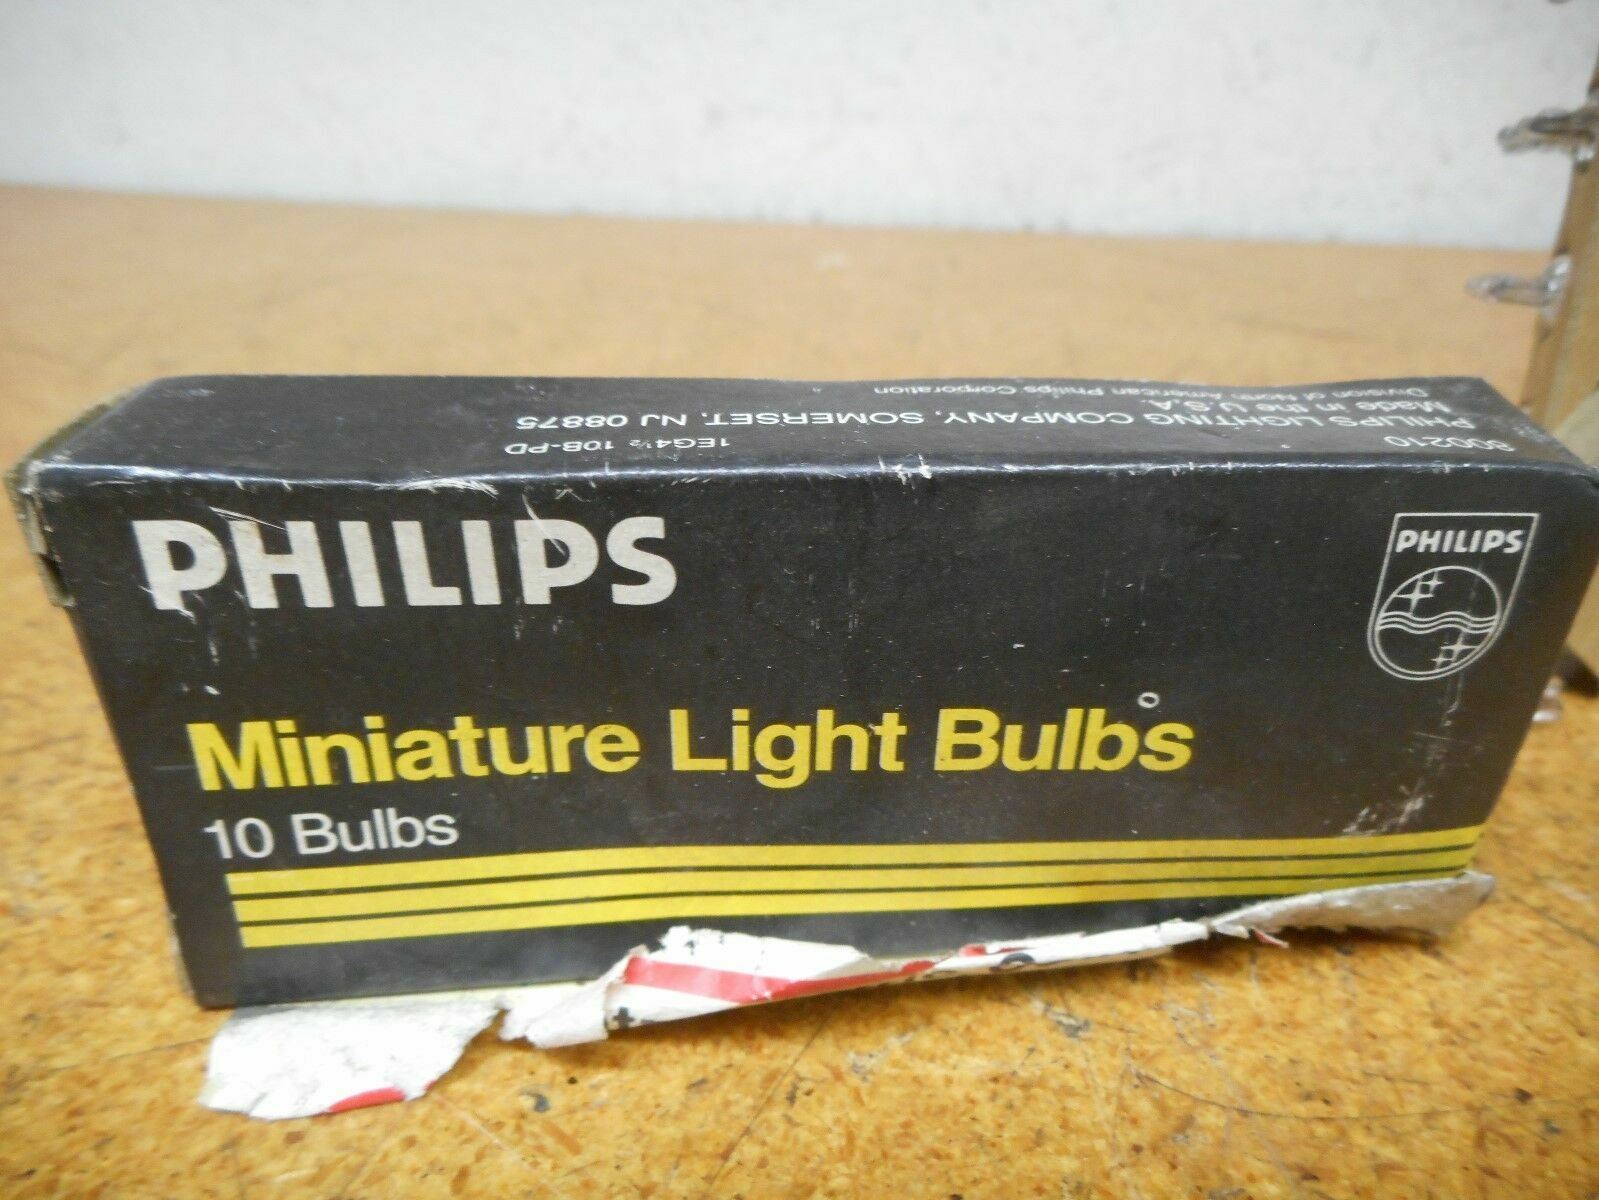 800210
PHILIPS LIGHTING COMPANY, SOMERSET, NJ 08875
Made in the U.S.A.
Division of North American Philips Corporation
1EG4½ 10B-PD
PHILIPS
PHILIPS
Miniature Light Bulbs
10 Bulbs